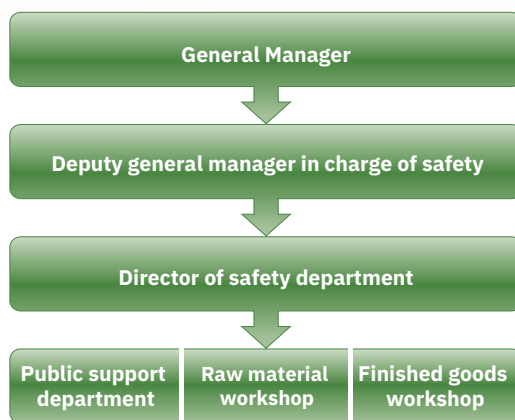 General Manager
Deputy general manager in charge of safety
Director of safety department
Public support
department
Raw material
workshop
Finished goods
workshop